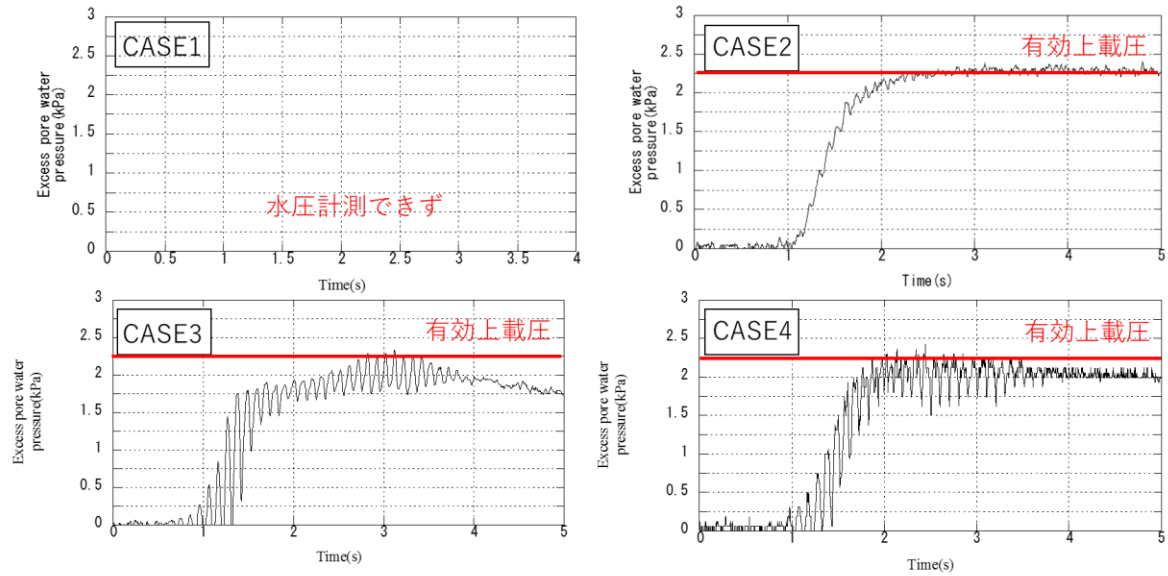 CASE1
Excess pore water
pressure(kPa)
3
2.5
2
1.5
1
0.5
0
水圧計測できず
0 0.5 1 1.5 2 2.5 3 3.5 4
Time(s)
CASE2
有効上載圧
Excess pore water
pressure(kPa)
3
2.5
2
1.5
1
0.5
0
0 1 2 3 4 5
Time(s)
CASE3
有効上載圧
Excess pore water
pressure(kPa)
3
2.5
2
1.5
1
0.5
0
0 1 2 3 4 5
Time(s)
CASE4
有効上載圧
Excess pore water
pressure(kPa)
3
2.5
2
1.5
1
0.5
0
0 1 2 3 4 5
Time(s)